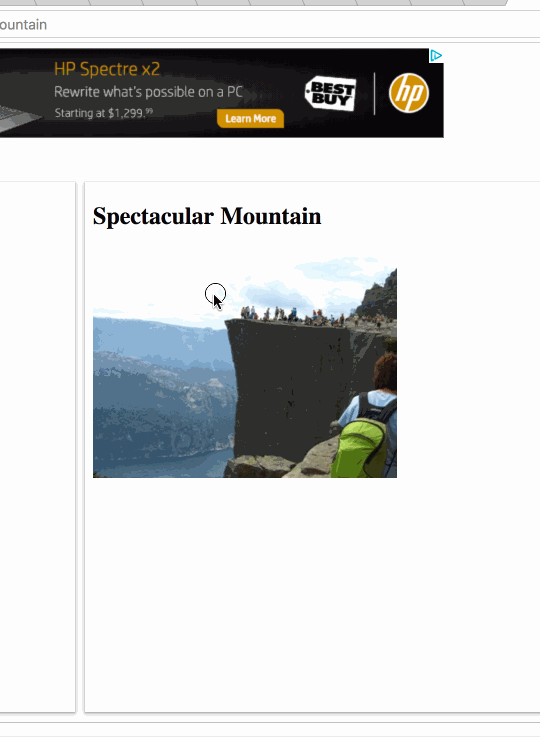 ountain
HP Spectre x2
Rewrite what's possible on a PC
Starting at $1,299.99
Learn More
BEST
BUY
hp
Spectacular Mountain